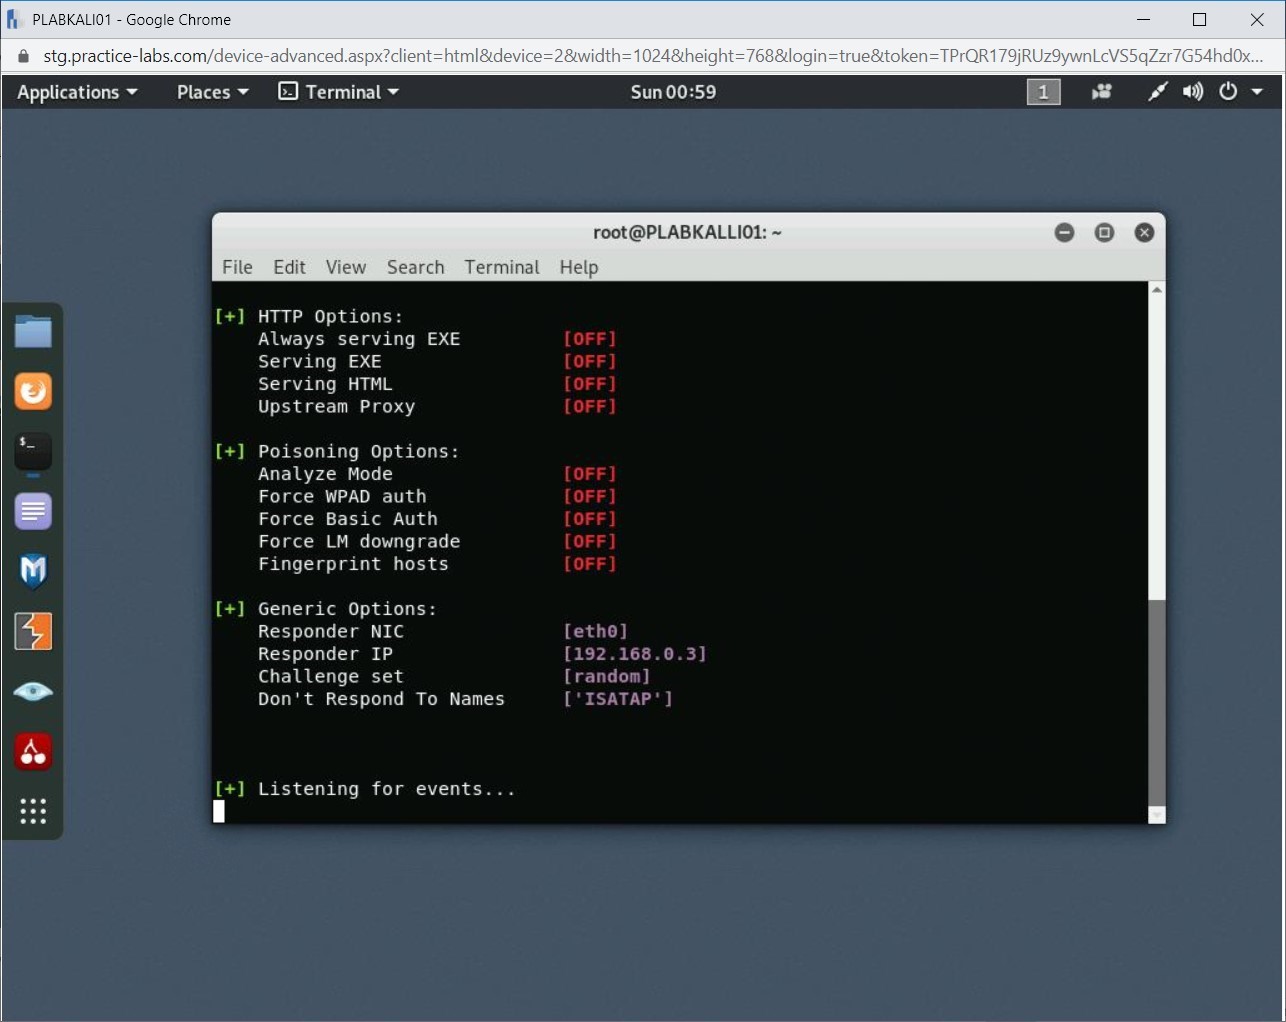 PLABKALI01 - Google Chrome
stg.practice-labs.com/device-advanced.aspx?client=html&device=2&width=1024&height=768&login=true&token=TPrQR179jRUz9ywnLcVS5qZzr7G54hd0x...
Applications Places Terminal Sun 00:59 1
root@PLABKALLI01: ~
File Edit View Search Terminal Help
[+] HTTP Options:
Always serving EXE [OFF]
Serving EXE [OFF]
Serving HTML [OFF]
Upstream Proxy [OFF]
[+] Poisoning Options:
Analyze Mode [OFF]
Force WPAD auth [OFF]
Force Basic Auth [OFF]
Force LM downgrade [OFF]
Fingerprint hosts [OFF]
[+] Generic Options:
Responder NIC [eth0]
Responder IP [192.168.0.3]
Challenge set [random]
Don't Respond To Names ['ISATAP']
[+] Listening for events...
$_